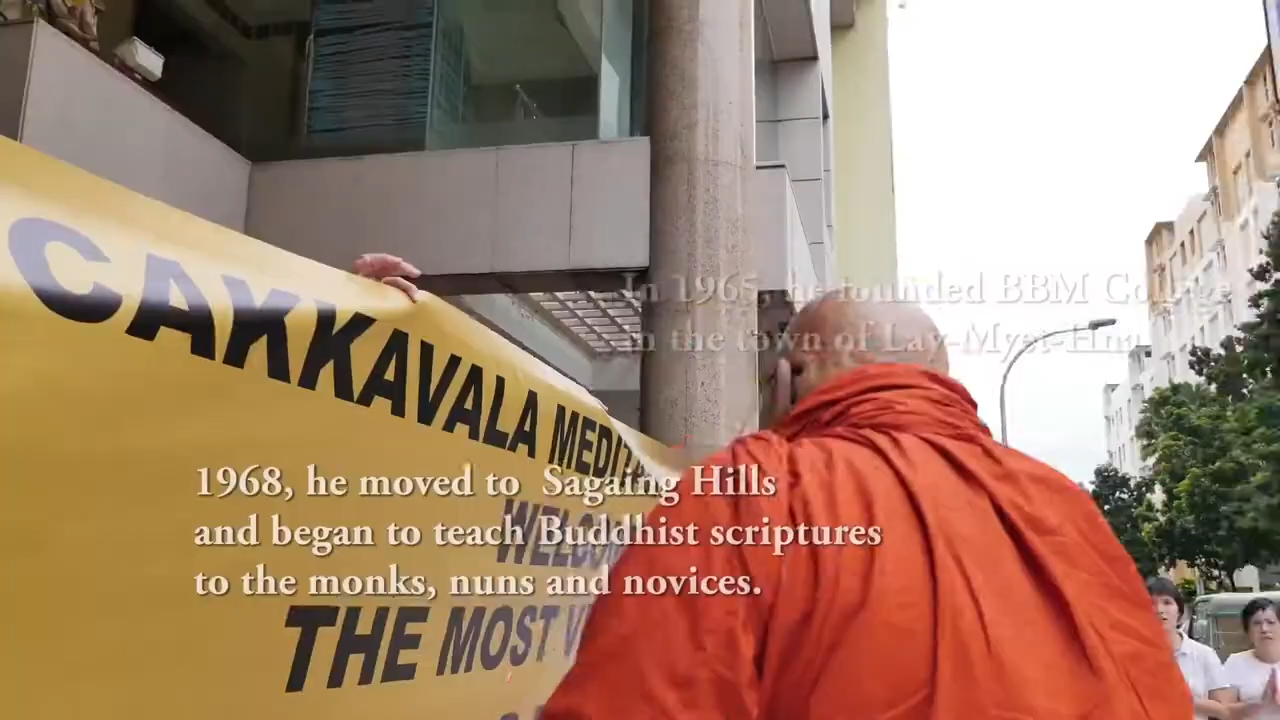 CAKKAVALA MEDITA
WELCOM
THE MOST V
In 1965, he founded BBM College
in the town of Lay-Myet-Hna
1968, he moved to Sagaing Hills
and began to teach Buddhist scriptures
to the monks, nuns and novices.